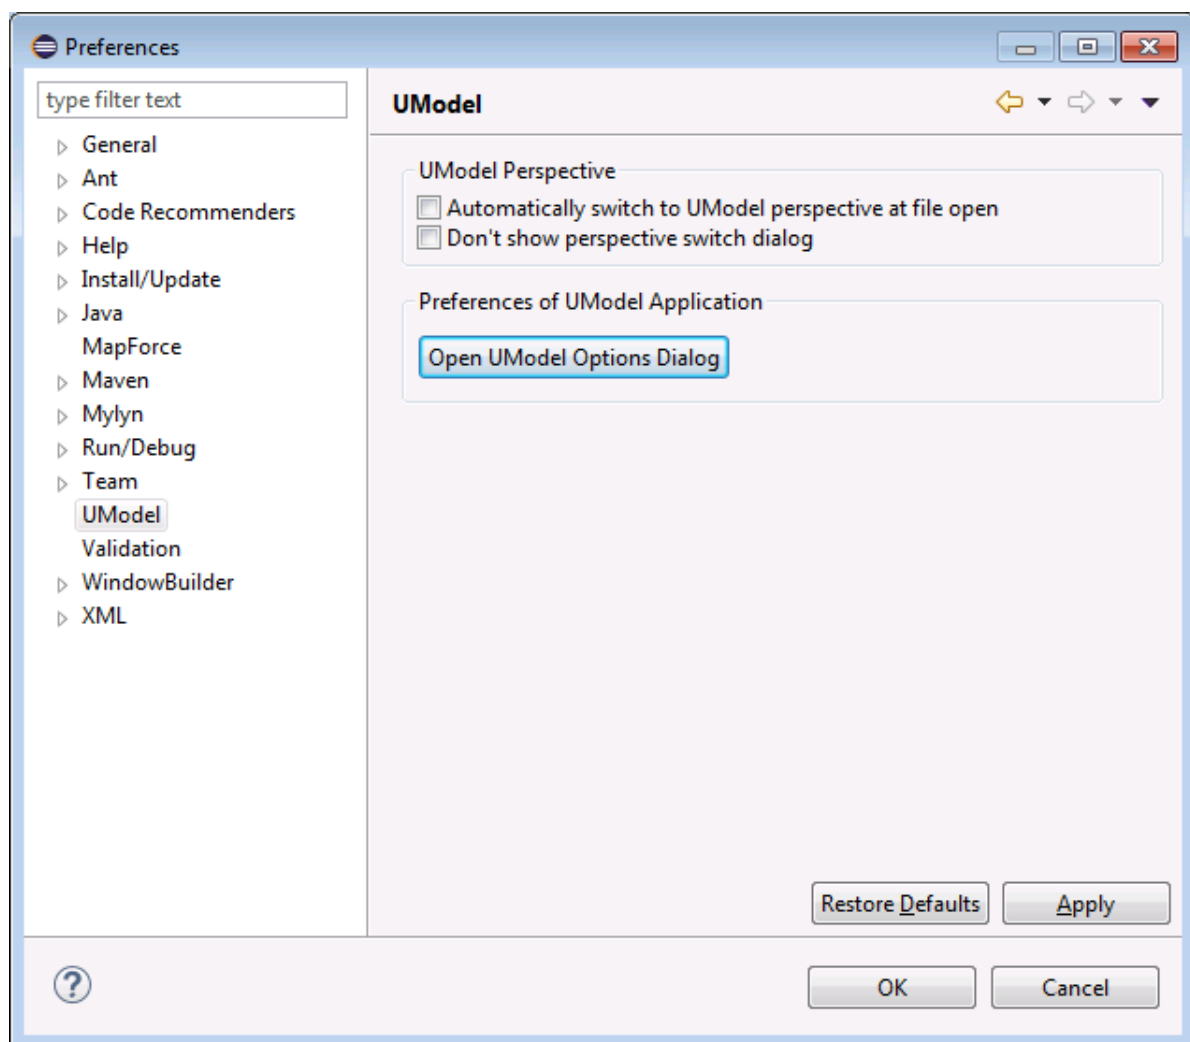 Preferences
type filter text
General
Ant
Code Recommenders
Help
Install/Update
Java
MapForce
Maven
Mylyn
Run/Debug
Team
UModel
Validation
WindowBuilder
XML
UModel
UModel Perspective
Automatically switch to UModel perspective at file open
Don't show perspective switch dialog
Preferences of UModel Application
Open UModel Options Dialog
Restore Defaults
Apply
?
OK
Cancel